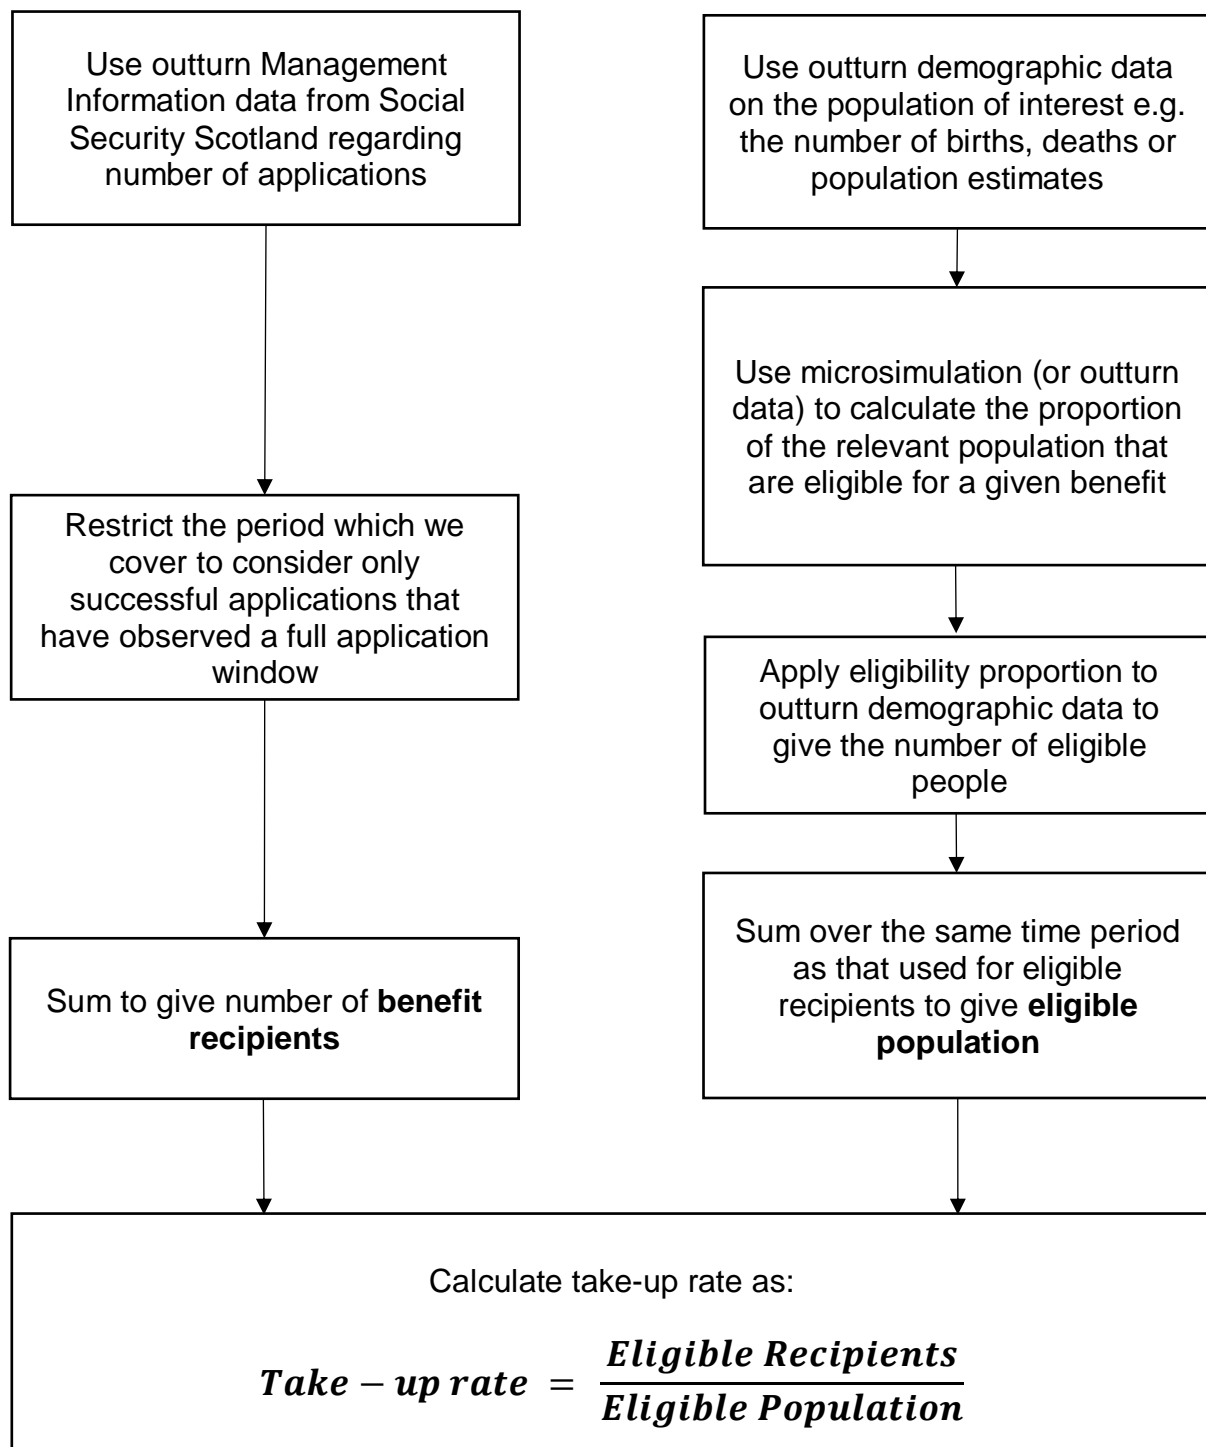 Use outturn Management
Information data from Social
Security Scotland regarding
number of applications
Restrict the period which we
cover to consider only
successful applications that
have observed a full application
window
Sum to give number of benefit
recipients
Use outturn demographic data
on the population of interest e.g.
the number of births, deaths or
population estimates
Use microsimulation (or outturn
data) to calculate the proportion
of the relevant population that
are eligible for a given benefit
Apply eligibility proportion to
outturn demographic data to
give the number of eligible
people
Sum over the same time period
as that used for eligible
recipients to give eligible
population
Calculate take-up rate as:
Eligible Recipients
Take − up rate =
Eligible Population